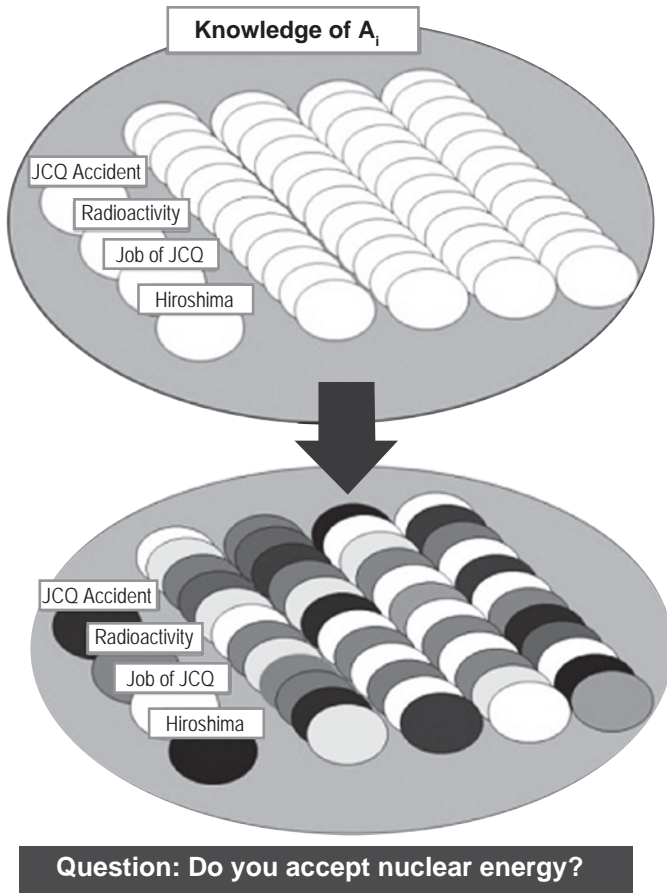 Knowledge of Ai
JCQ Accident
Radioactivity
Job of JCQ
Hiroshima
JCQ Accident
Radioactivity
Job of JCQ
Hiroshima
Question: Do you accept nuclear energy?